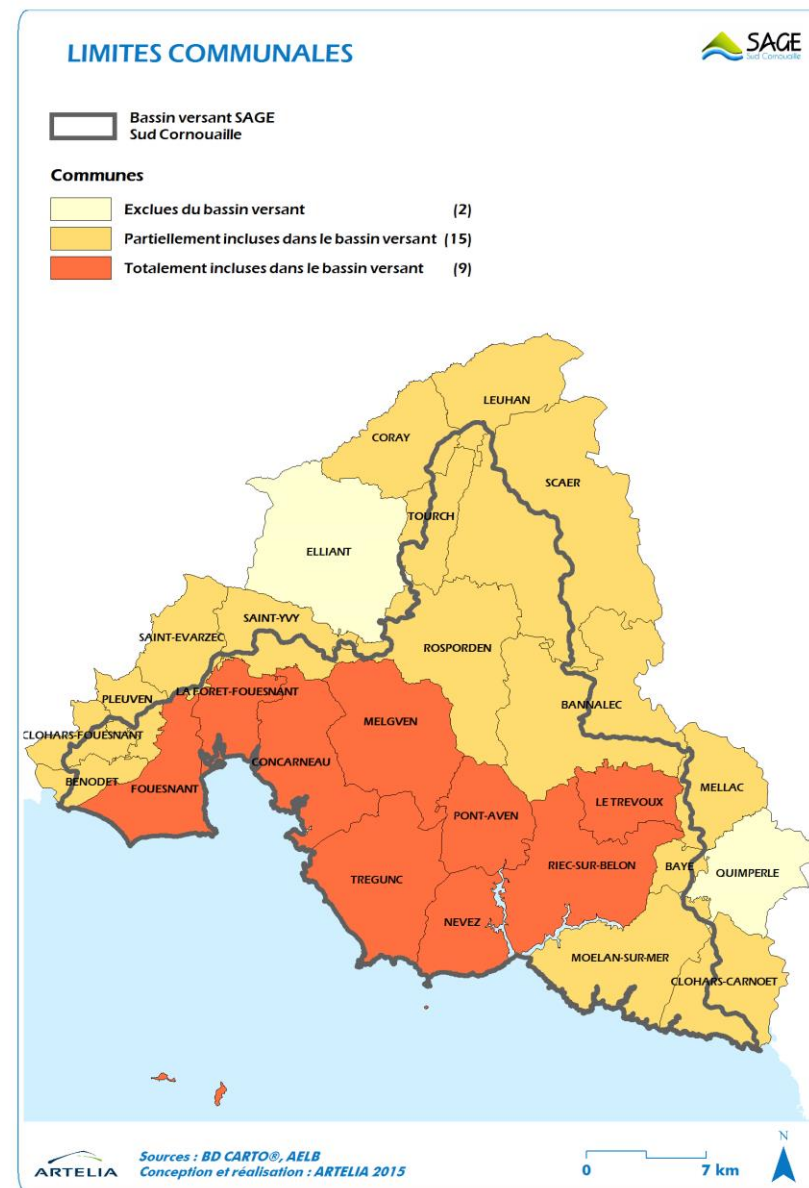 LIMITES COMMUNALES
SAGE
Sud Cornouaille
Bassin versant SAGE
Sud Cornouaille
Communes
Exclues du bassin versant (2)
Partiellement incluses dans le bassin versant (15)
Totalement incluses dans le bassin versant (9)
LEUHAN
CORAY
SCAER
TOURCH
ELLIANT
SAINT-YVY
SAINT-EVARZEC
ROSPORDEN
PLEUVEN
LA FORET-FOUESNANT
BANNALEC
MELGVEN
CLOHARS-FOUESNANT
CONCARNEAU
BENODET
FOUESNANT
MELLAC
LE TREVOUX
PONT-AVEN
RIEC-SUR-BELON
BAYE
QUIMPERLE
TREGUNC
NEVEZ
MOELAN-SUR-MER
CLOHARS-CARNOET
ARTELIA
Sources : BD CARTO®, AELB
Conception et réalisation : ARTELIA 2015
0 7 km
N